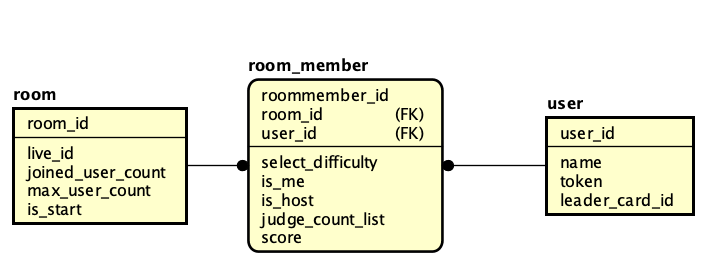 room
room_id
live_id
joined_user_count
max_user_count
is_start
room_member
roommember_id
room_id (FK)
user_id (FK)
select_difficulty
is_me
is_host
judge_count_list
score
user
user_id
name
token
leader_card_id